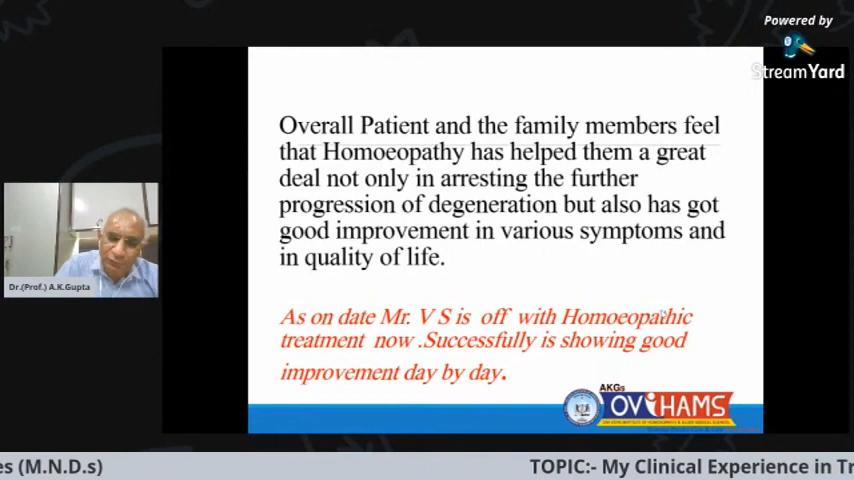 Powered by
StreamYard
Overall Patient and the family members feel
that Homoeopathy has helped them a great
deal not only in arresting the further
progression of degeneration but also has got
good improvement in various symptoms and
in quality of life.
As on date Mr. V S is off with Homoeopathic
treatment now .Successfully is showing good
improvement day by day.
Dr.(Prof.) A.K.Gupta
AKGs
OVIHAMS
es (M.N.D.s)
TOPIC:- My Clinical Experience in Tr